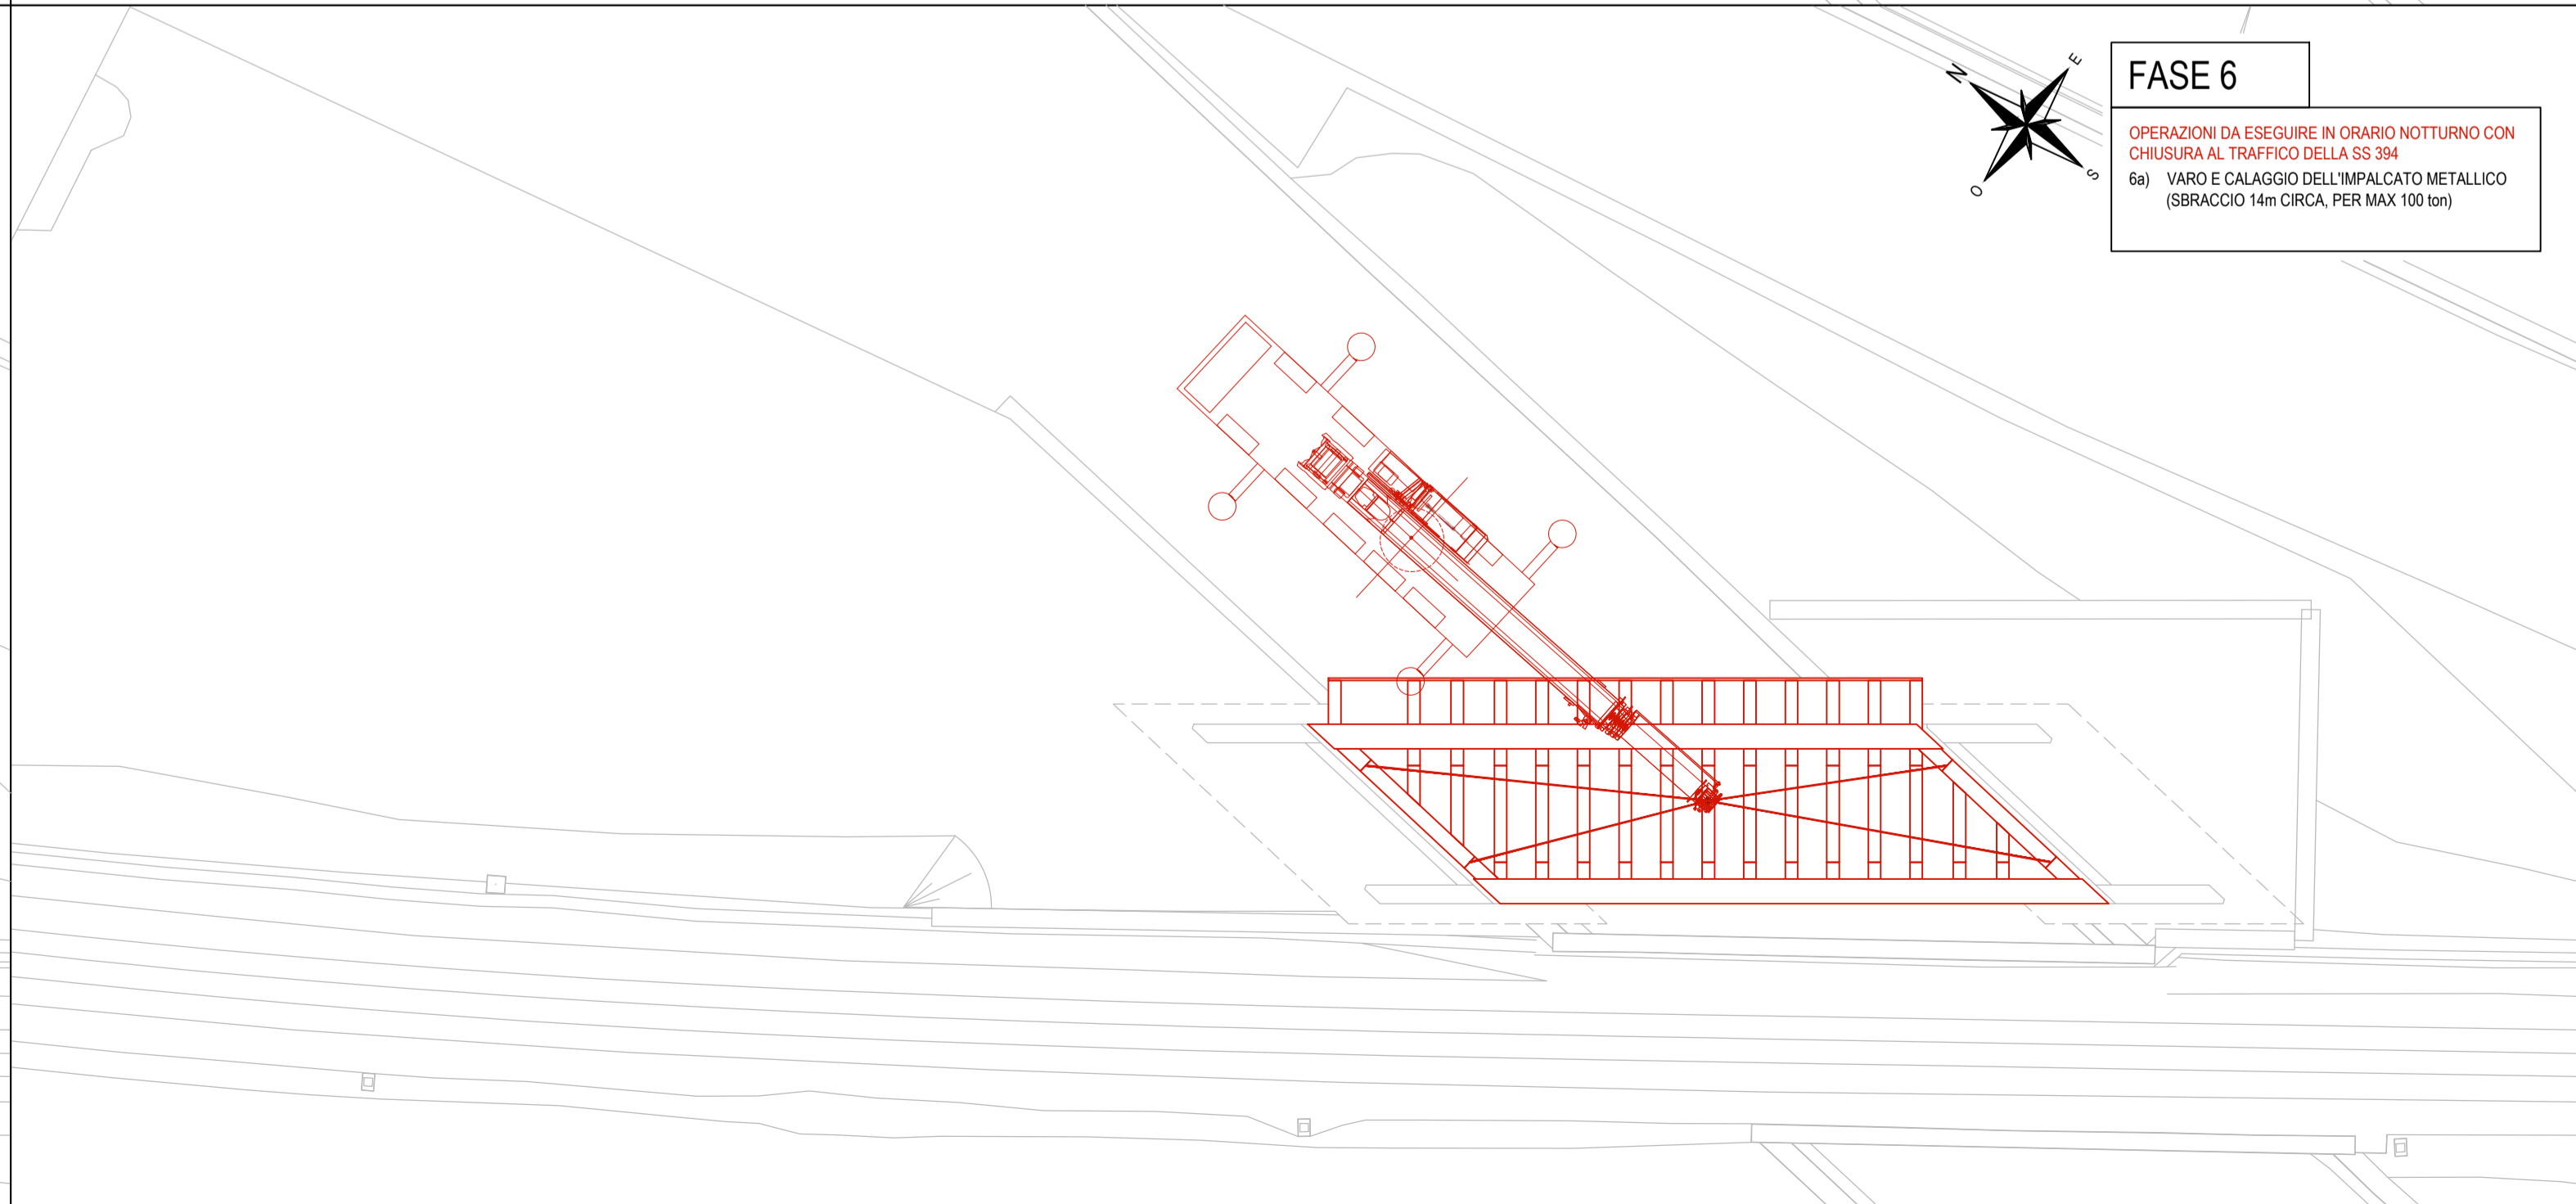 N
E
O
S
FASE 6
OPERAZIONI DA ESEGUIRE IN ORARIO NOTTURNO CON
CHIUSURA AL TRAFFICO DELLA SS 394
6a) VARO E CALAGGIO DELL'IMPALCATO METALLICO
(SBRACCIO 14m CIRCA, PER MAX 100 ton)